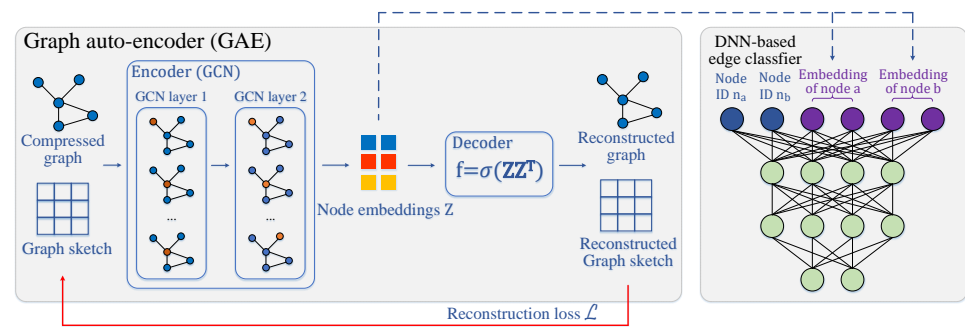 Graph auto-encoder (GAE)
Compressed
graph
Graph sketch
Encoder (GCN)
GCN layer 1
GCN layer 2
...
...
Node embeddings Z
Decoder
f=σ(ZZᵀ)
Reconstructed
graph
Reconstructed
Graph sketch
Reconstruction loss ℒ
DNN-based
edge classfier
Node
ID nₐ
Node
ID n_b
Embedding
of node a
Embedding
of node b